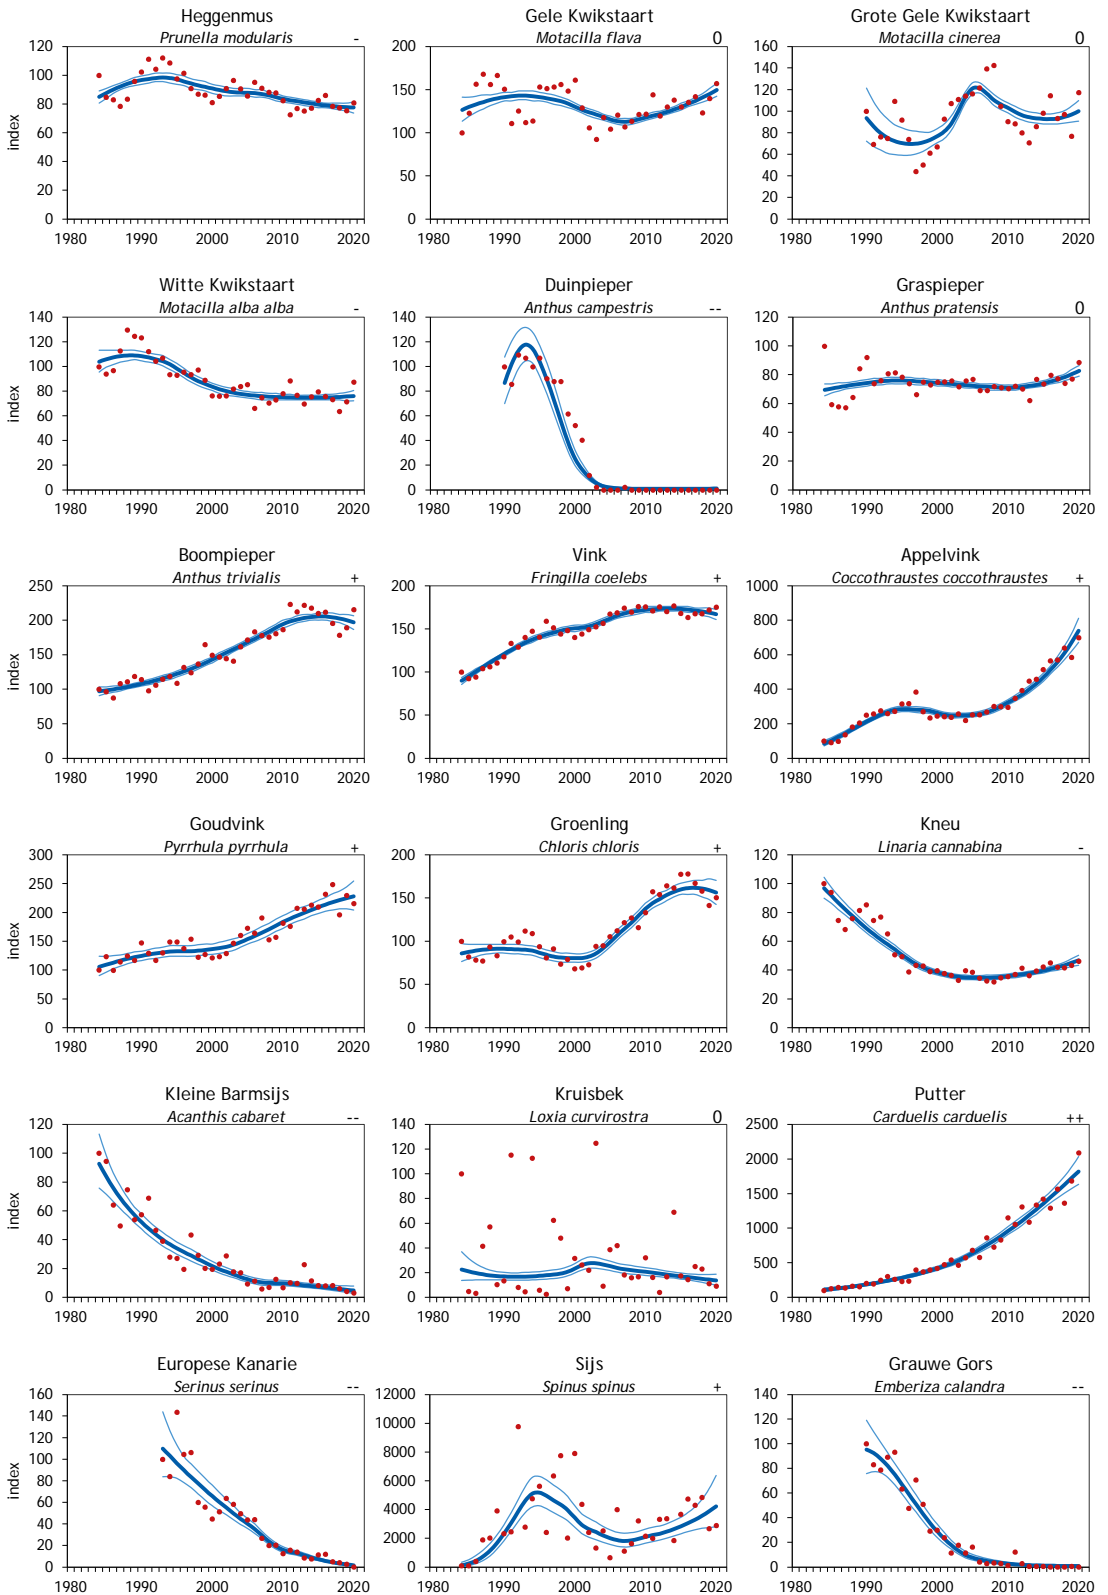 Heggenmus Gele Kwikstaart Grote Gele Kwikstaart
Prunella modularis - Motacilla flava 0 Motacilla cinerea 0
index
120 100 80 60 40 20 0
1980 1990 2000 2010 2020
200 150 100 50 0
1980 1990 2000 2010 2020
160 140 120 100 80 60 40 20 0
1980 1990 2000 2010 2020
Witte Kwikstaart Duinpieper Graspieper
Motacilla alba alba - Anthus campestris -- Anthus pratensis 0
index
140 120 100 80 60 40 20 0
1980 1990 2000 2010 2020
140 120 100 80 60 40 20 0
1980 1990 2000 2010 2020
120 100 80 60 40 20 0
1980 1990 2000 2010 2020
Boompieper Vink Appelvink
Anthus trivialis + Fringilla coelebs + Coccothraustes coccothraustes +
index
250 200 150 100 50 0
1980 1990 2000 2010 2020
200 150 100 50 0
1980 1990 2000 2010 2020
1000 800 600 400 200 0
1980 1990 2000 2010 2020
Goudvink Groenling Kneu
Pyrrhula pyrrhula + Chloris chloris + Linaria cannabina -
index
300 250 200 150 100 50 0
1980 1990 2000 2010 2020
200 150 100 50 0
1980 1990 2000 2010 2020
120 100 80 60 40 20 0
1980 1990 2000 2010 2020
Kleine Barmsijs Kruisbek Putter
Acanthis cabaret -- Loxia curvirostra 0 Carduelis carduelis ++
index
120 100 80 60 40 20 0
1980 1990 2000 2010 2020
140 120 100 80 60 40 20 0
1980 1990 2000 2010 2020
2500 2000 1500 1000 500 0
1980 1990 2000 2010 2020
Europese Kanarie Sijs Grauwe Gors
Serinus serinus -- Spinus spinus + Emberiza calandra --
index
160 140 120 100 80 60 40 20 0
1980 1990 2000 2010 2020
12000 10000 8000 6000 4000 2000 0
1980 1990 2000 2010 2020
140 120 100 80 60 40 20 0
1980 1990 2000 2010 2020